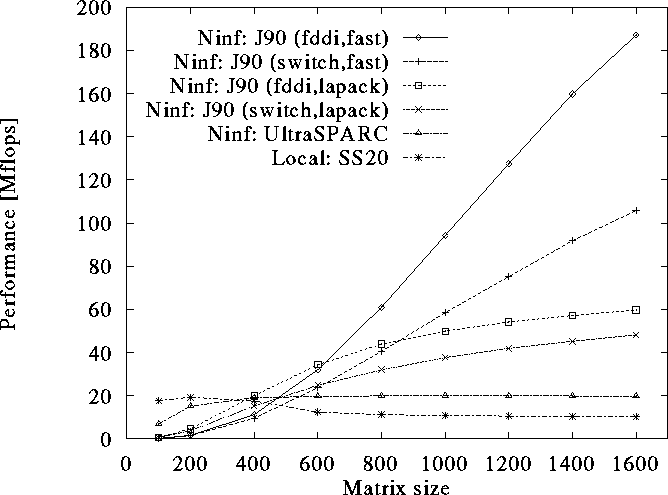 200
180
160
140
120
100
80
60
40
20
0
Performance [Mflops]
Ninf: J90 (fddi,fast)
Ninf: J90 (switch,fast)
Ninf: J90 (fddi,lapack)
Ninf: J90 (switch,lapack)
Ninf: UltraSPARC
Local: SS20
0 200 400 600 800 1000 1200 1400 1600
Matrix size